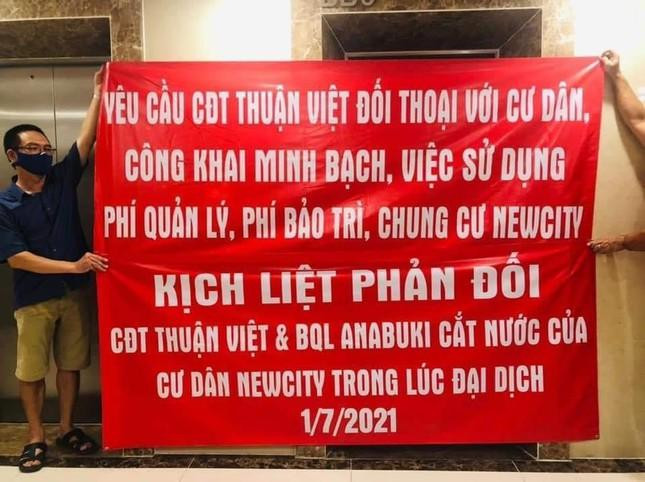 YÊU CẦU CĐT THUẬN VIỆT ĐỐI THOẠI VỚI CƯ DÂN,
CÔNG KHAI MINH BẠCH, VIỆC SỬ DỤNG
PHÍ QUẢN LÝ, PHÍ BẢO TRÌ, CHUNG CƯ NEWCITY
KỊCH LIỆT PHẢN ĐỐI
CĐT THUẬN VIỆT & BQL ANABUKI CẮT NƯỚC CỦA
CƯ DÂN NEWCITY TRONG LÚC ĐẠI DỊCH
1/7/2021